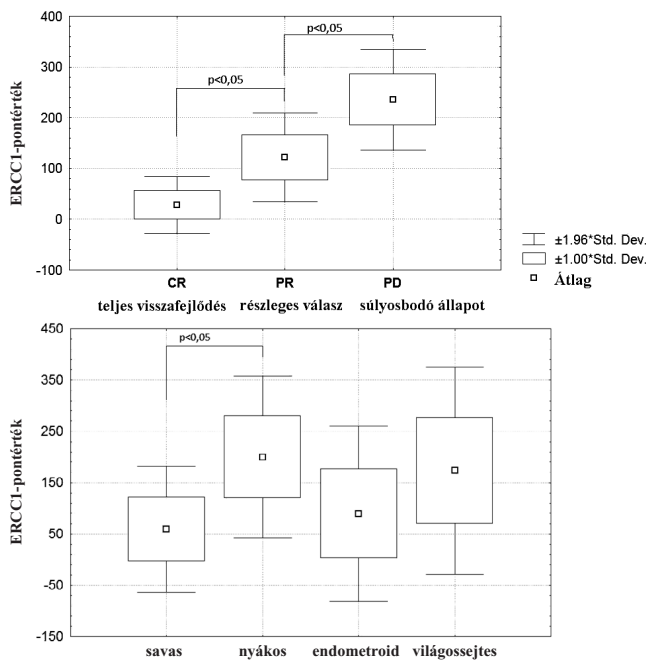 400
300
200
100
0
-100
ERCC1-pontérték
p<0,05
p<0,05
CR PR PD
teljes visszafejlődés részleges válasz súlyosbodó állapot
±1.96*Std. Dev.
±1.00*Std. Dev.
Átlag
450
350
250
150
50
-50
-150
ERCC1-pontérték
p<0,05
savas nyákos endometroid világossejtes